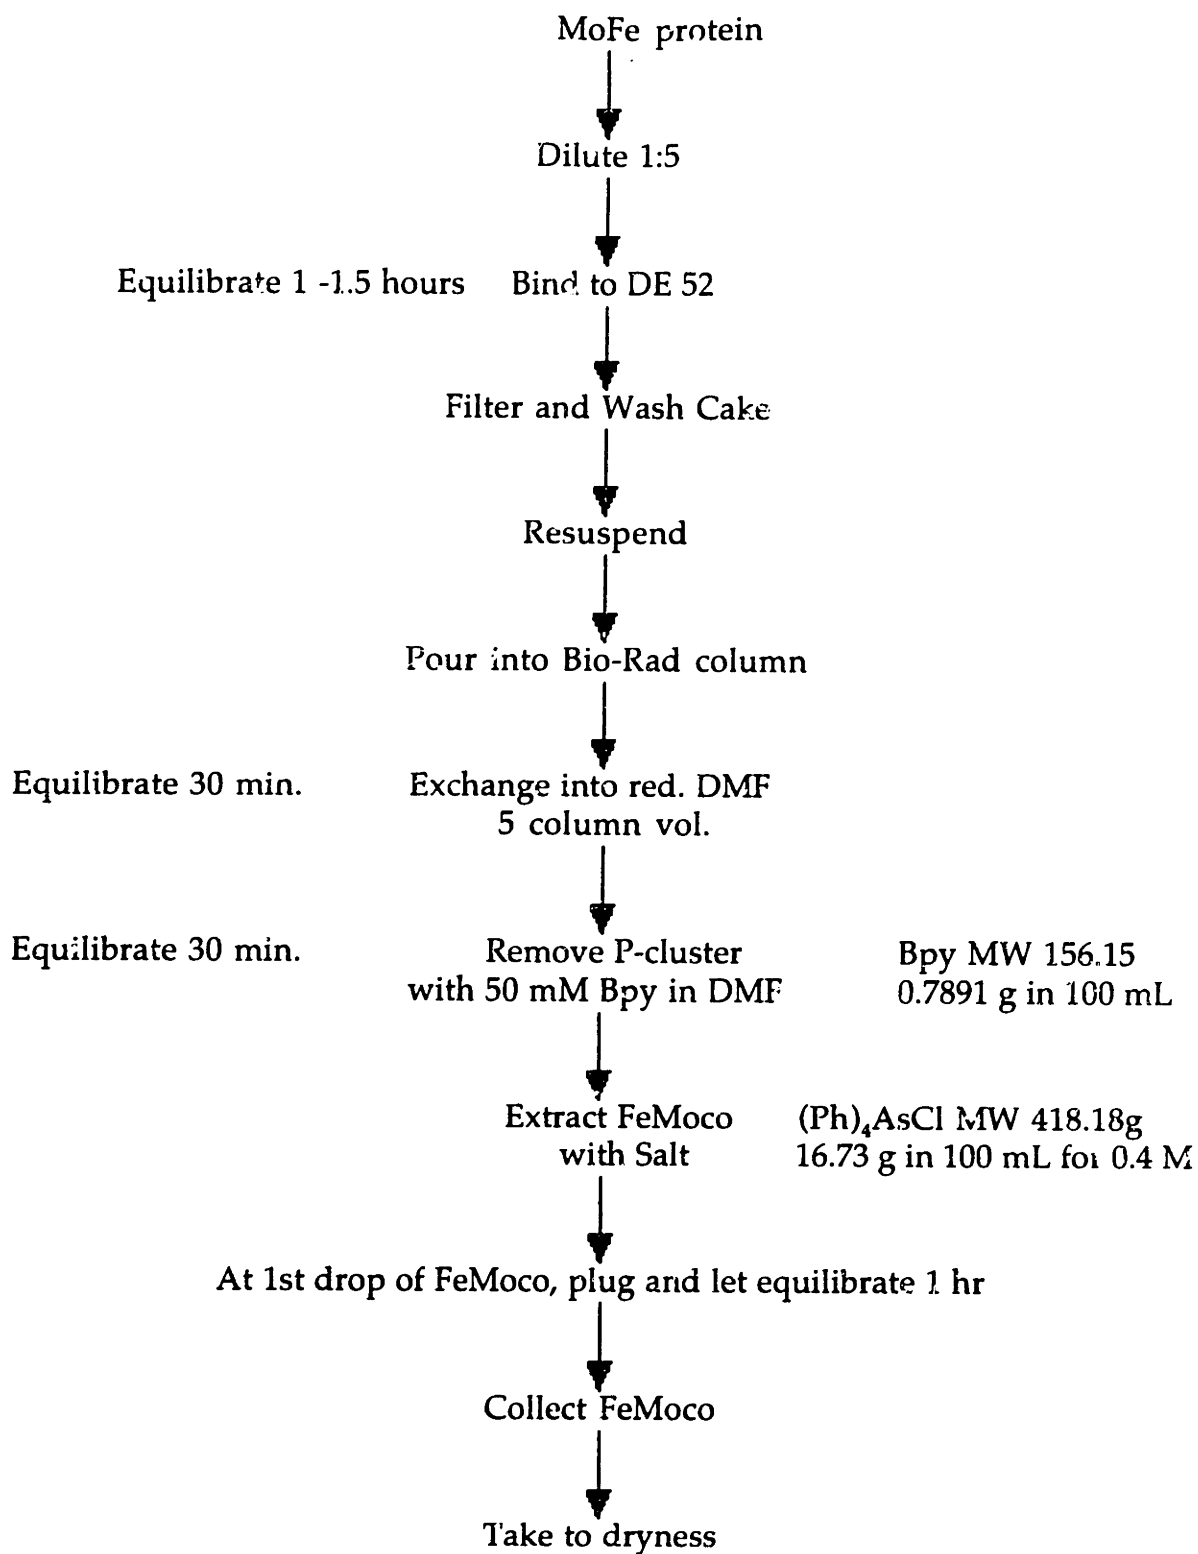 MoFe protein
Dilute 1:5
Equilibrate 1 -1.5 hours Bind to DE 52
Filter and Wash Cake
Resuspend
Pour into Bio-Rad column
Equilibrate 30 min. Exchange into red. DMF
5 column vol.
Equilibrate 30 min. Remove P-cluster Bpy MW 156.15
with 50 mM Bpy in DMF 0.7891 g in 100 mL
Extract FeMoco (Ph)₄AsCl MW 418.18g
with Salt 16.73 g in 100 mL for 0.4 M
At 1st drop of FeMoco, plug and let equilibrate 1 hr
Collect FeMoco
Take to dryness